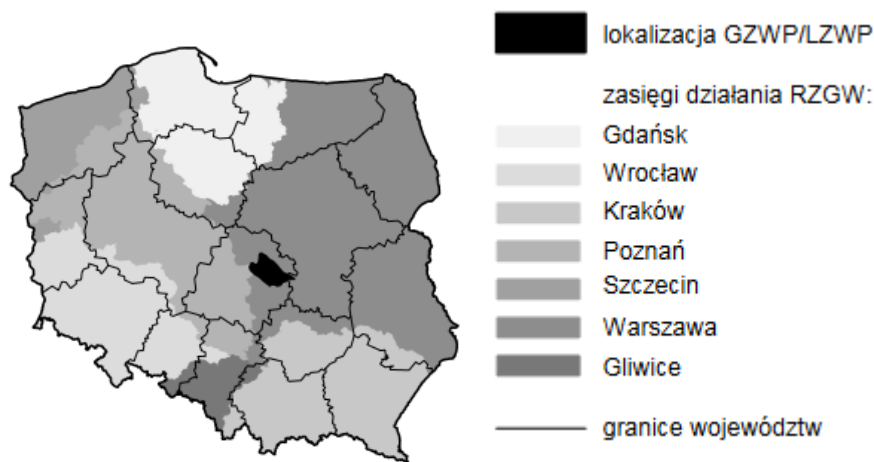 lokalizacja GZWP/LZWP
zasięgi działania RZGW:
Gdańsk
Wrocław
Kraków
Poznań
Szczecin
Warszawa
Gliwice
granice województw